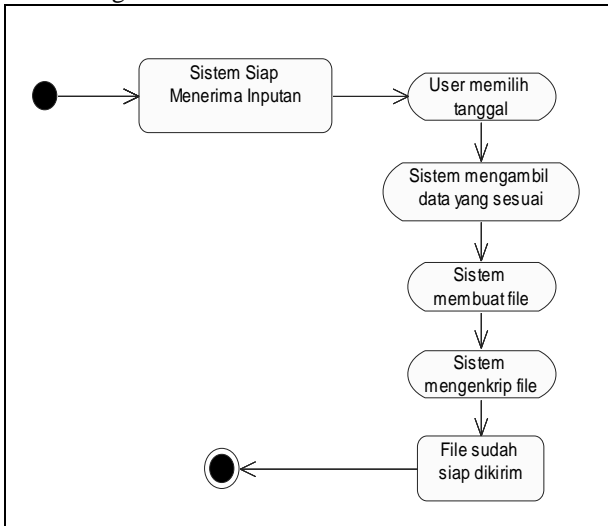 Sistem Siap
Menerima Inputan
User memilih
tanggal
Sistem mengambil
data yang sesuai
Sistem
membuat file
Sistem
mengenkrip file
File sudah
siap dikirim